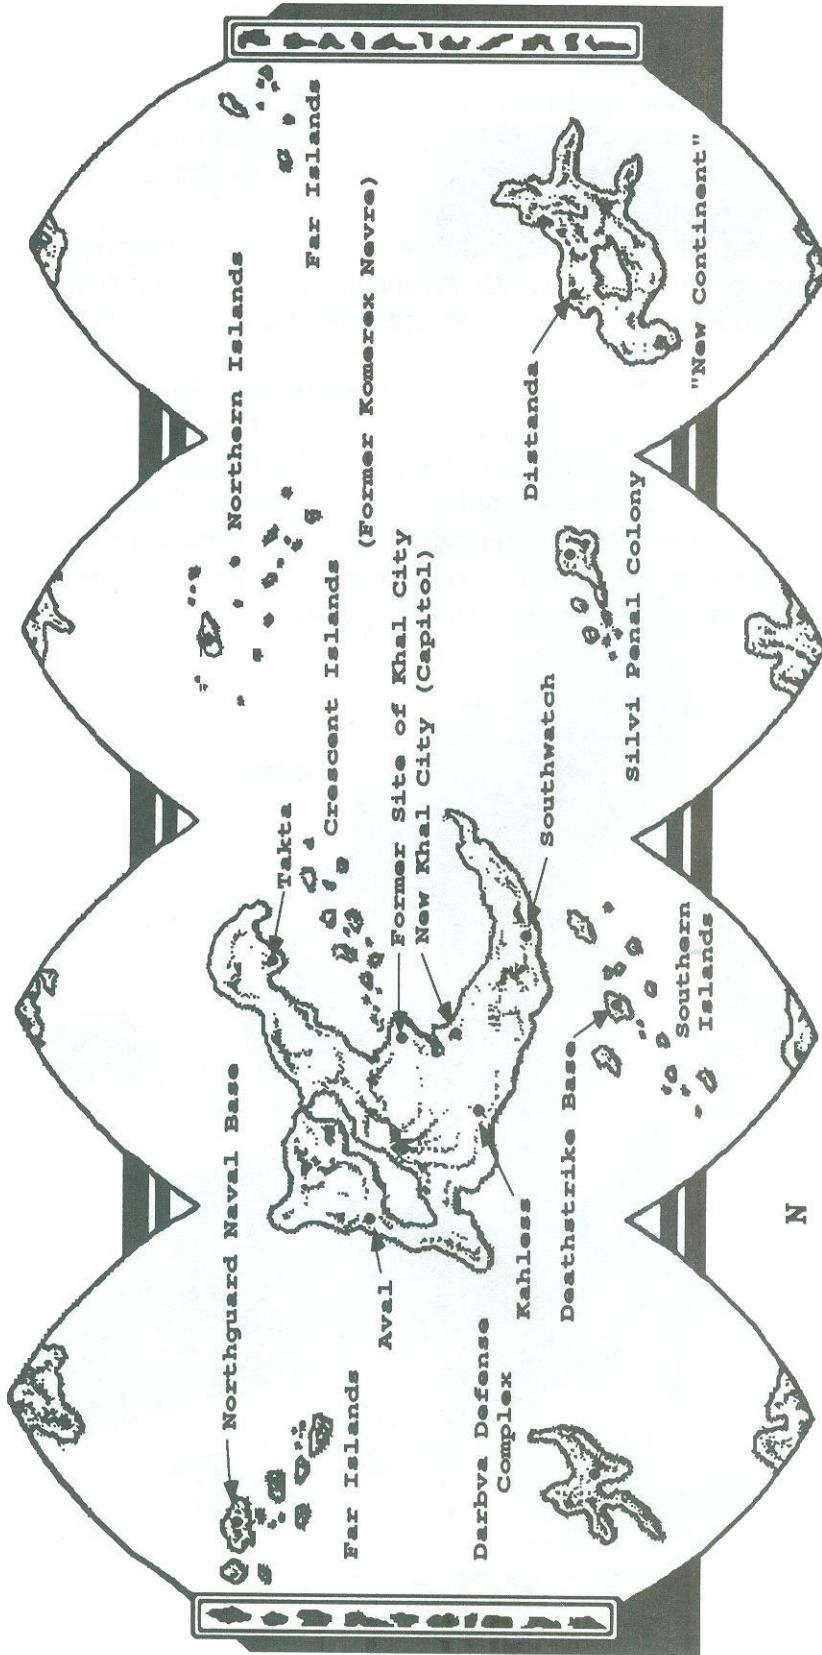 Northguard Naval Base
Northern Islands
Takta
Far Islands
Crescent Islands
Far Islands
(Former Komerex Nevre)
Aval
Former Site of Khal City
New Khal City (Capitol)
Darbva Defense
Complex
Kahless
Distanda
Southwatch
Deathstrike Base
Silvi Penal Colony
Southern
Islands
"New Continent"
N